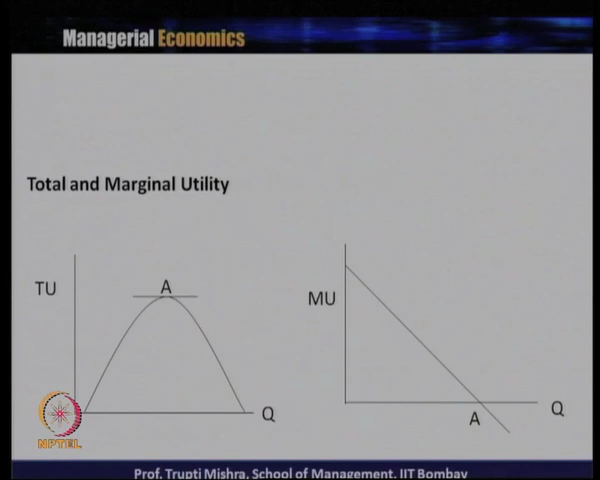 Managerial Economics
Total and Marginal Utility
TU
A
Q
MU
A
Q
NPTEL
Prof. Trupti Mishra, School of Management, IIT Bombay